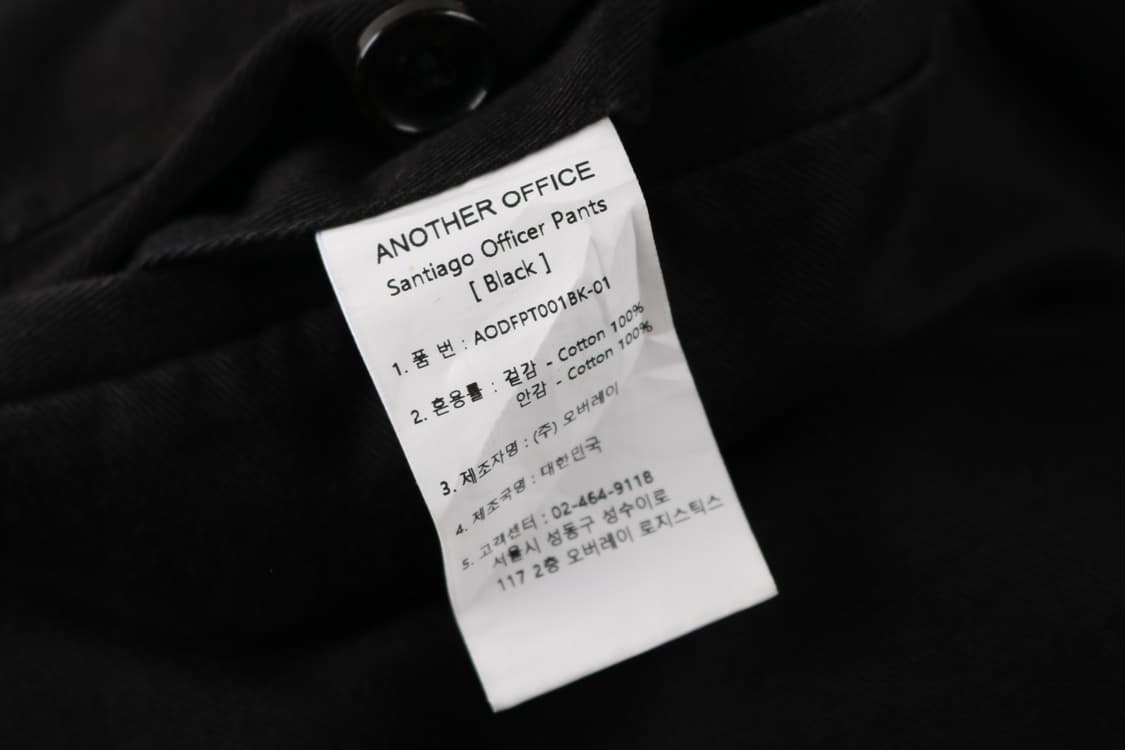 ANOTHER OFFICE
Santiago Officer Pants
[ Black ]
1. 품 번 : AODFPT001BK-01
2. 혼용률 : 겉감 - Cotton 100%
안감 - Cotton 100%
3. 제조자명 : (주) 오버레이
4. 제조국명 : 대한민국
5. 고객센터 : 02-464-9118
서울시 성동구 성수이로
117 2층 오버레이 로지스틱스